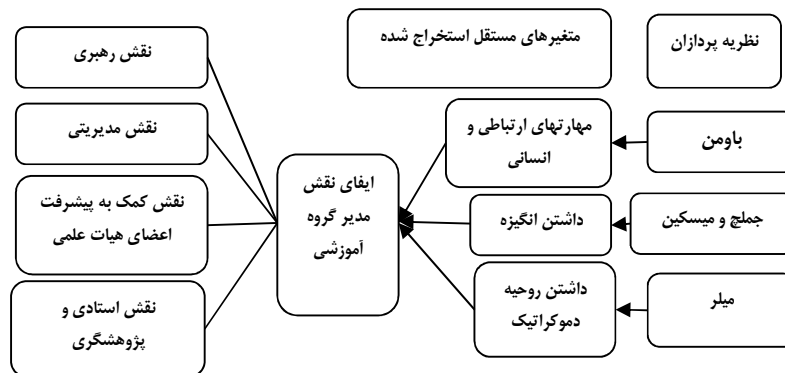 نظریه پردازان
متغیرهای مستقل استخراج شده
باومن
مهارتهای ارتباطی و
انسانی
جملچ و میسکین
داشتن انگیزه
میلر
داشتن روحیه
دموکراتیک
ایفای نقش
مدیر گروه
آموزشی
نقش رهبری
نقش مدیریتی
نقش کمک به پیشرفت
اعضای هیات علمی
نقش استادی و
پژوهشگری